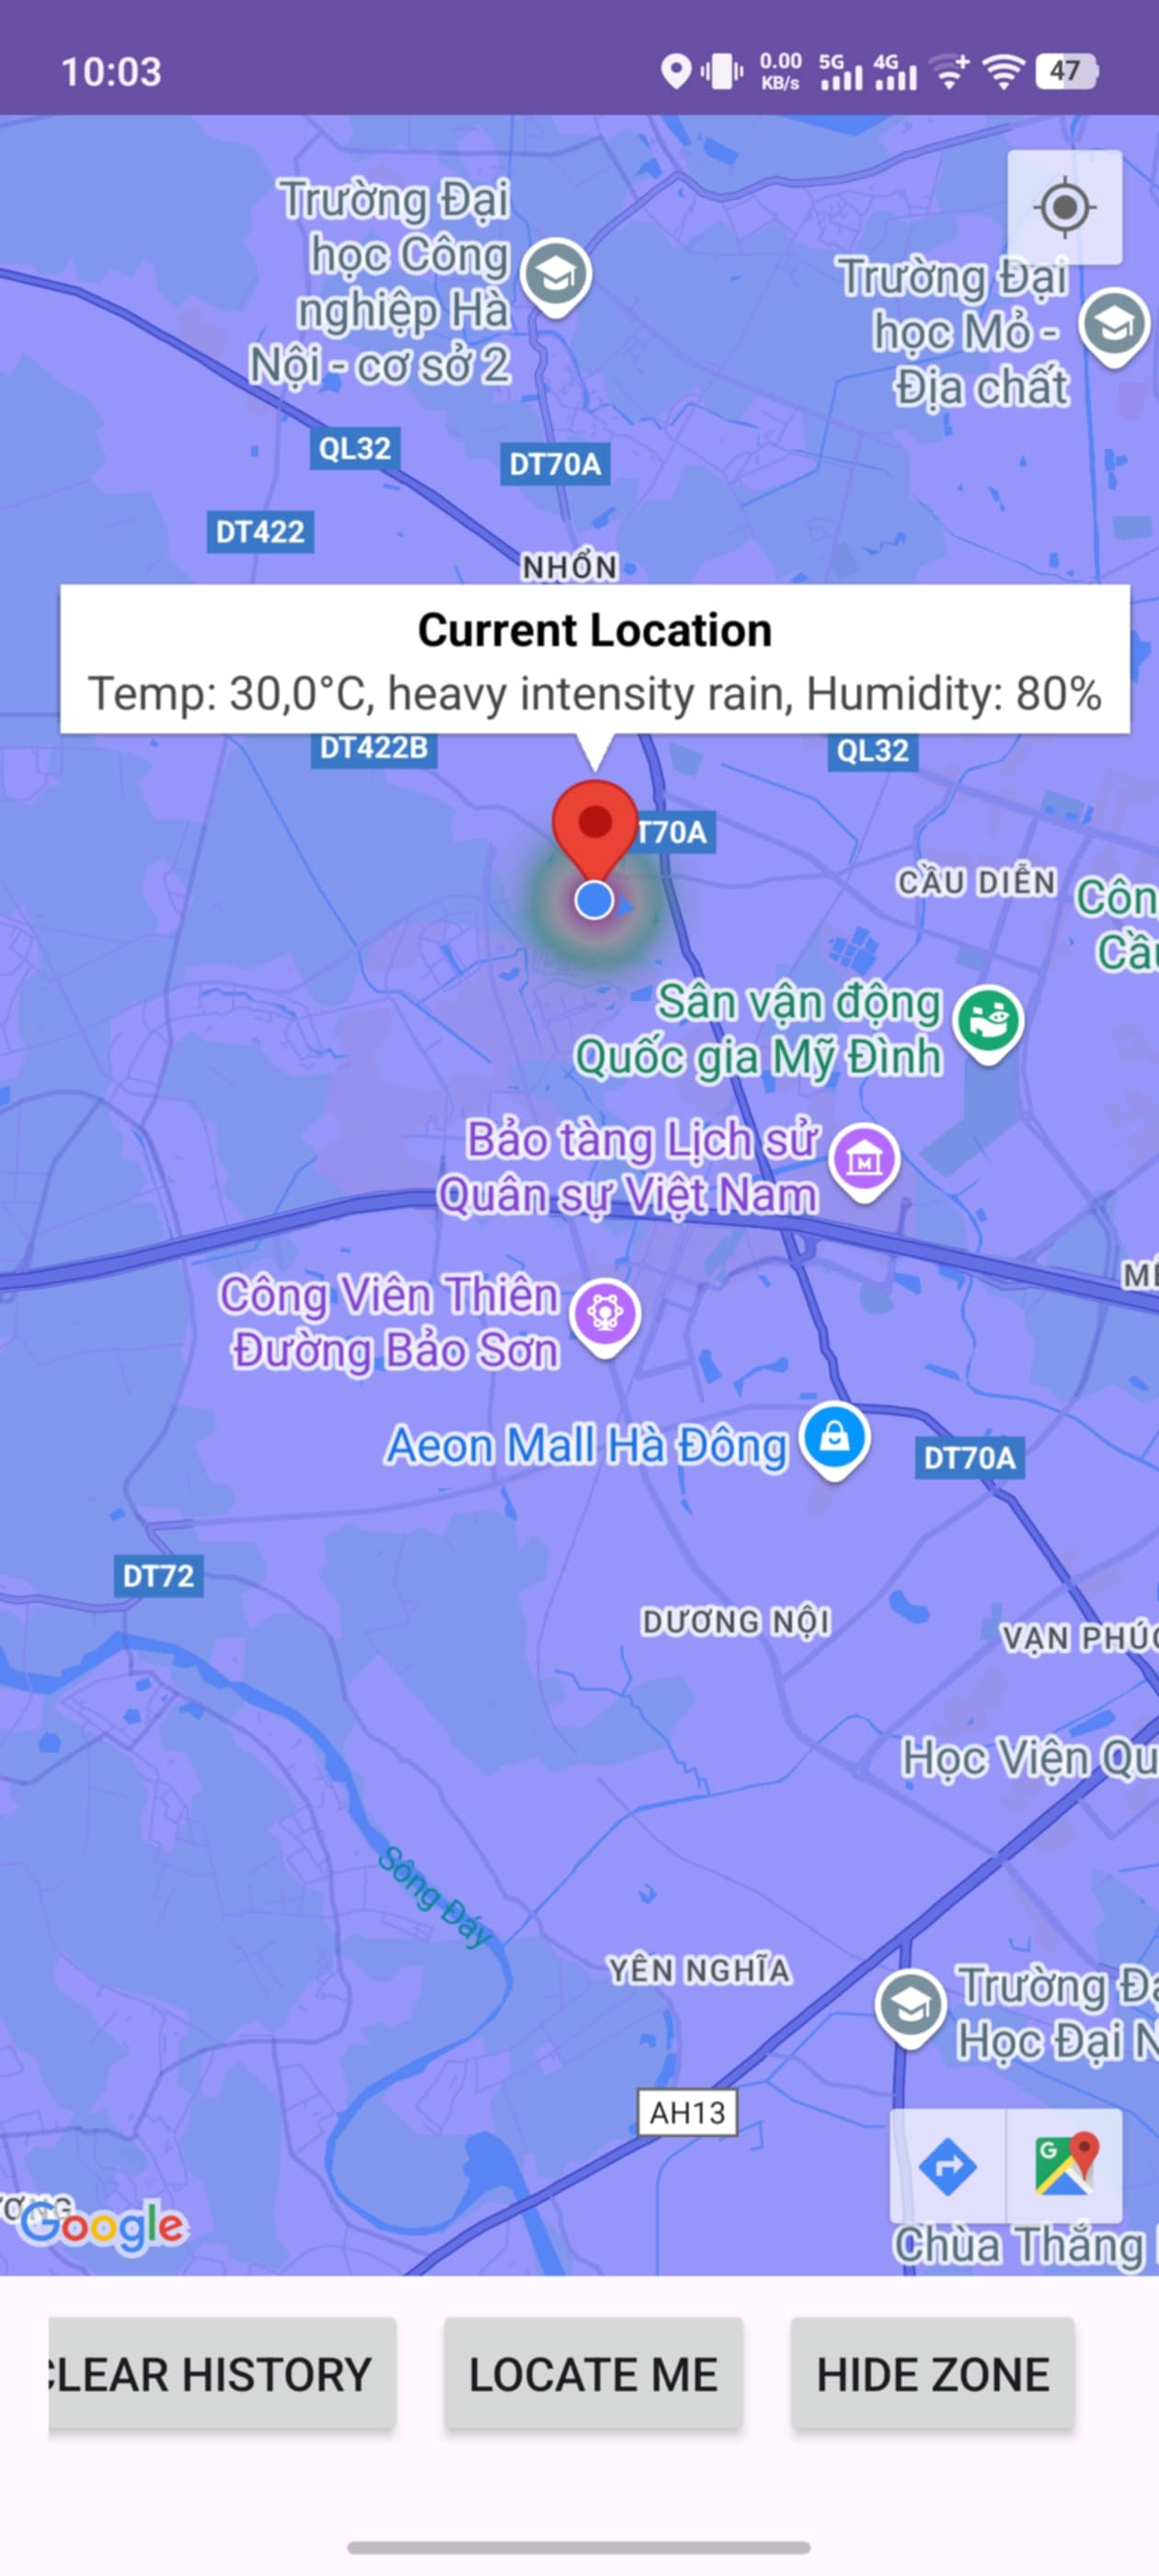 10:03
0.00
KB/s
5G
4G
47
Trường Đại
học Công
nghiệp Hà
Nội - cơ sở 2
Trường Đại
học Mỏ -
Địa chất
QL32
DT70A
DT422
NHỔN
Current Location
Temp: 30,0°C, heavy intensity rain, Humidity: 80%
DT422B
QL32
T70A
CẦU DIỄN
Côn
Cầu
Sân vận động
Quốc gia Mỹ Đình
Bảo tàng Lịch sử
Quân sự Việt Nam
MỄ
Công Viên Thiên
Đường Bảo Sơn
Aeon Mall Hà Đông
DT70A
DT72
DƯƠNG NỘI
VẠN PHÚC
Học Viện Qu
Sông Đáy
YÊN NGHĨA
Trường Đạ
Học Đại N
AH13
G
ƯƠNG
Google
Chùa Thắng
CLEAR HISTORY
LOCATE ME
HIDE ZONE